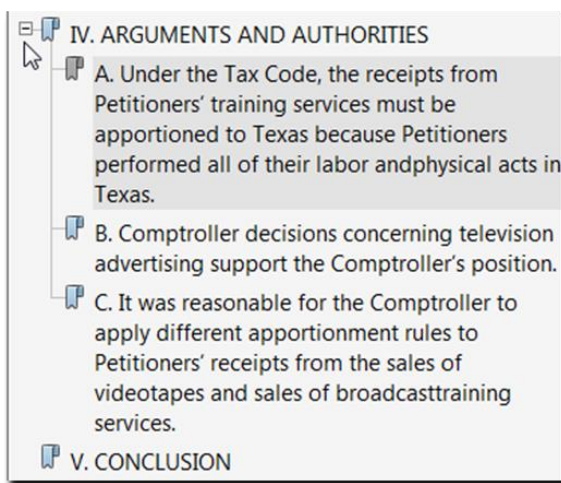 IV. ARGUMENTS AND AUTHORITIES
A. Under the Tax Code, the receipts from
Petitioners' training services must be
apportioned to Texas because Petitioners
performed all of their labor andphysical acts in
Texas.
B. Comptroller decisions concerning television
advertising support the Comptroller's position.
C. It was reasonable for the Comptroller to
apply different apportionment rules to
Petitioners' receipts from the sales of
videotapes and sales of broadcasttraining
services.
V. CONCLUSION